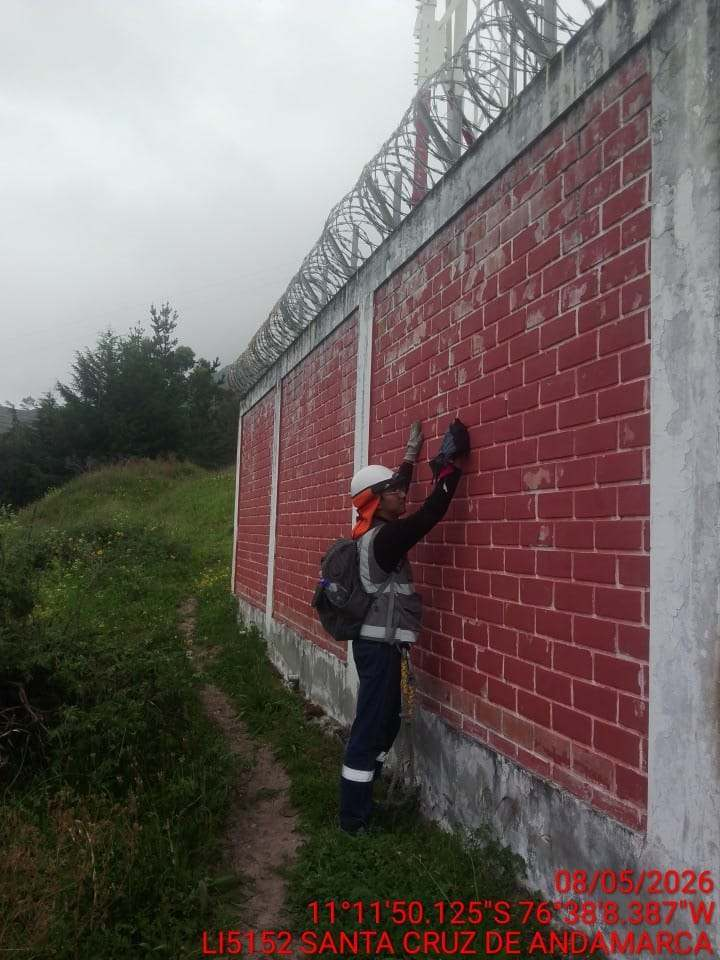 08/05/2026
11°11'50.125"S 76°38'8.387"W
LI5152 SANTA CRUZ DE ANDAMARCA